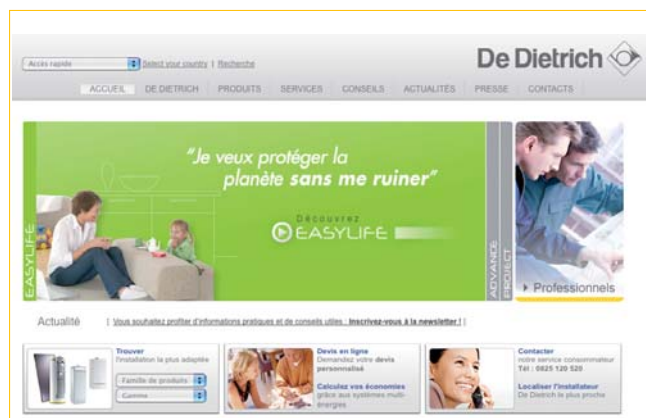 De Dietrich
Accès rapide Select your country | Recherche
ACCUEIL DE DIETRICH PRODUITS SERVICES CONSEILS ACTUALITÉS PRESSE CONTACTS
"Je veux protéger la
planète sans me ruiner"
Découvrez
EASYLIFE
EASYLIFE
ADVANCE
PROJECT
Professionnels
Actualité [ Vous souhaitez profiter d'informations pratiques et de conseils utiles : Inscrivez-vous à la newsletter ! ]
Trouver
l'installation la plus adaptée
Famille de produits
Gamme
Devis en ligne
Demandez votre devis
personnalisé
Calculez vos économies
grâce aux systèmes multi-
énergies
Contacter
notre service consommateur
Tél : 0825 120 520
Localiser l'installateur
De Dietrich le plus proche